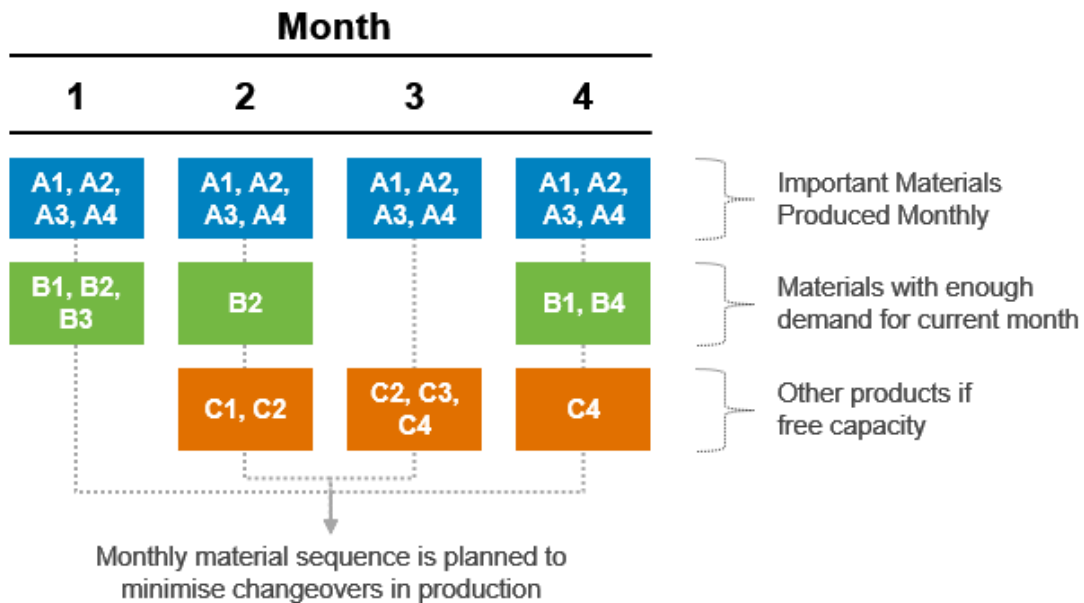 Month
1 2 3 4
A1, A2, A1, A2, A1, A2, A1, A2,
A3, A4 A3, A4 A3, A4 A3, A4
Important Materials
Produced Monthly
B1, B2,
B3
B2
B1, B4
Materials with enough
demand for current month
C1, C2
C2, C3,
C4
C4
Other products if
free capacity
Monthly material sequence is planned to
minimise changeovers in production